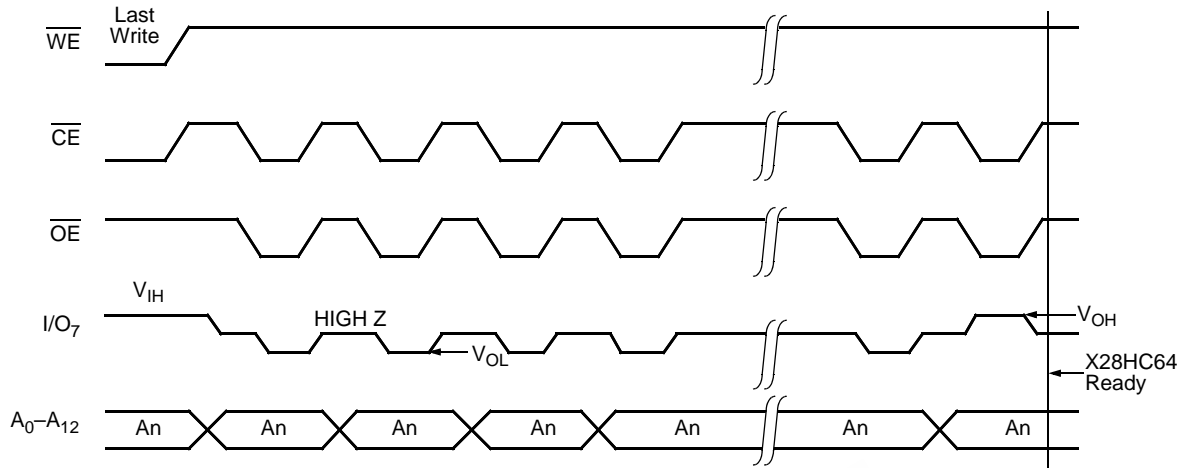 Last
Write
WE
CE
OE
VIH
I/O7
HIGH Z
VOL
VOH
X28HC64
Ready
A0–A12
An
An
An
An
An
An
An